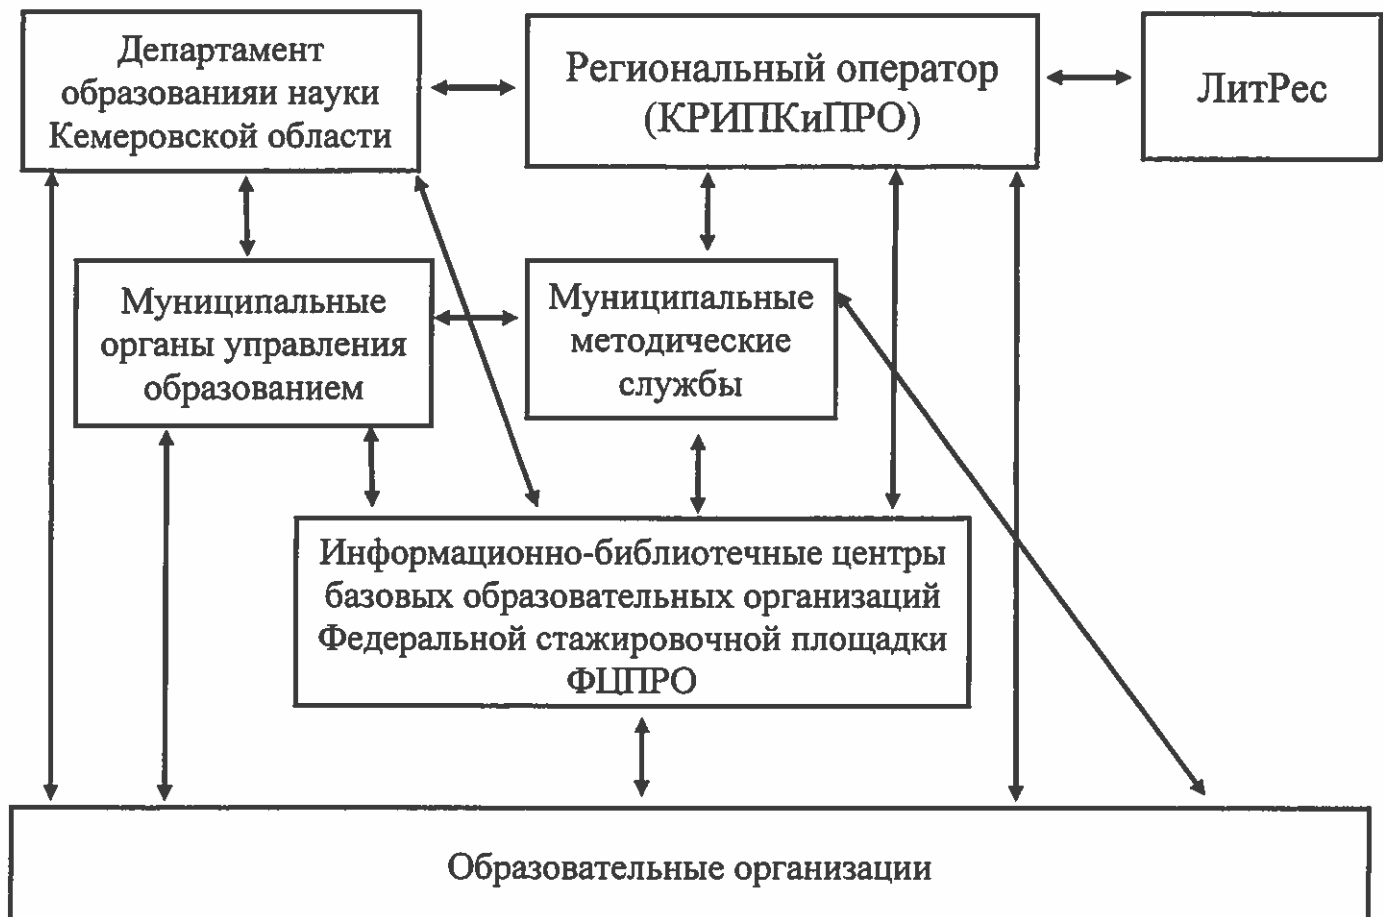 Департамент
образованияи науки
Кемеровской области
Региональный оператор
(КРИПКиПРО)
ЛитРес
Муниципальные
органы управления
образованием
Муниципальные
методические
службы
Информационно-библиотечные центры
базовых образовательных организаций
Федеральной стажировочной площадки
ФЦПРО
Образовательные организации